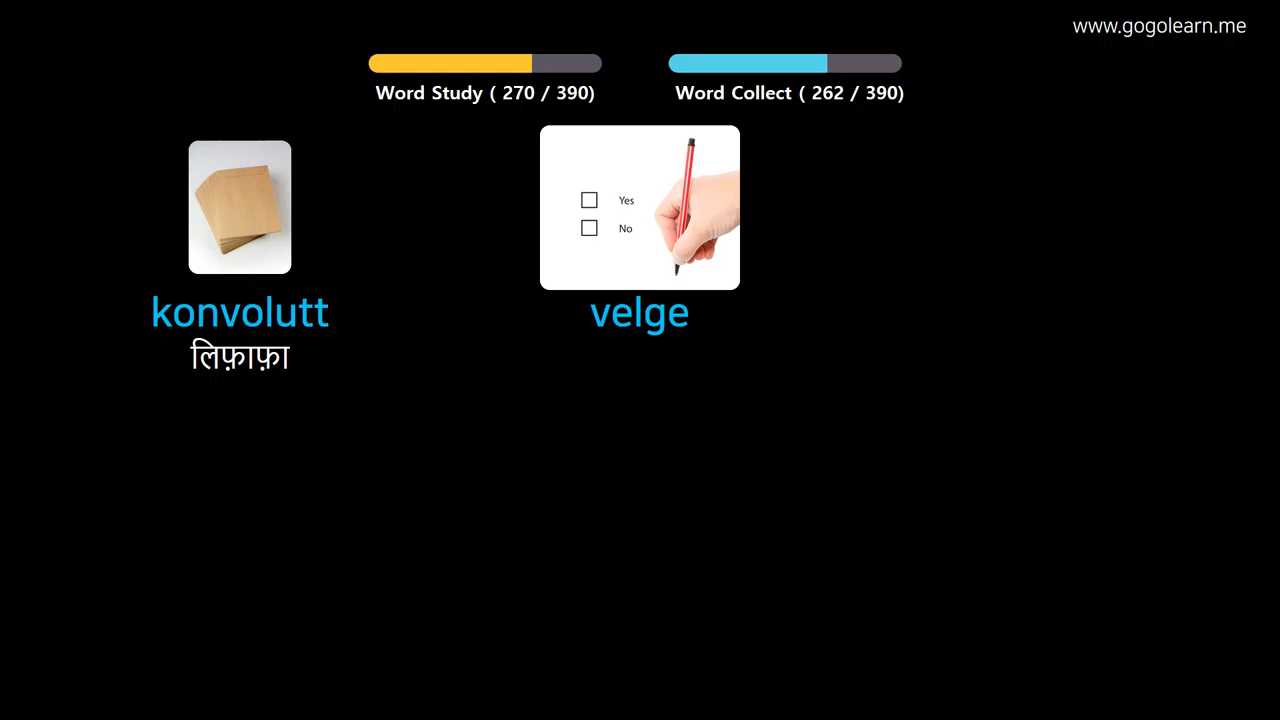 www.gogolearn.me
Word Study ( 270 / 390)
Word Collect ( 262 / 390)
Yes
No
konvolutt
velge
लिफ़ाफ़ा